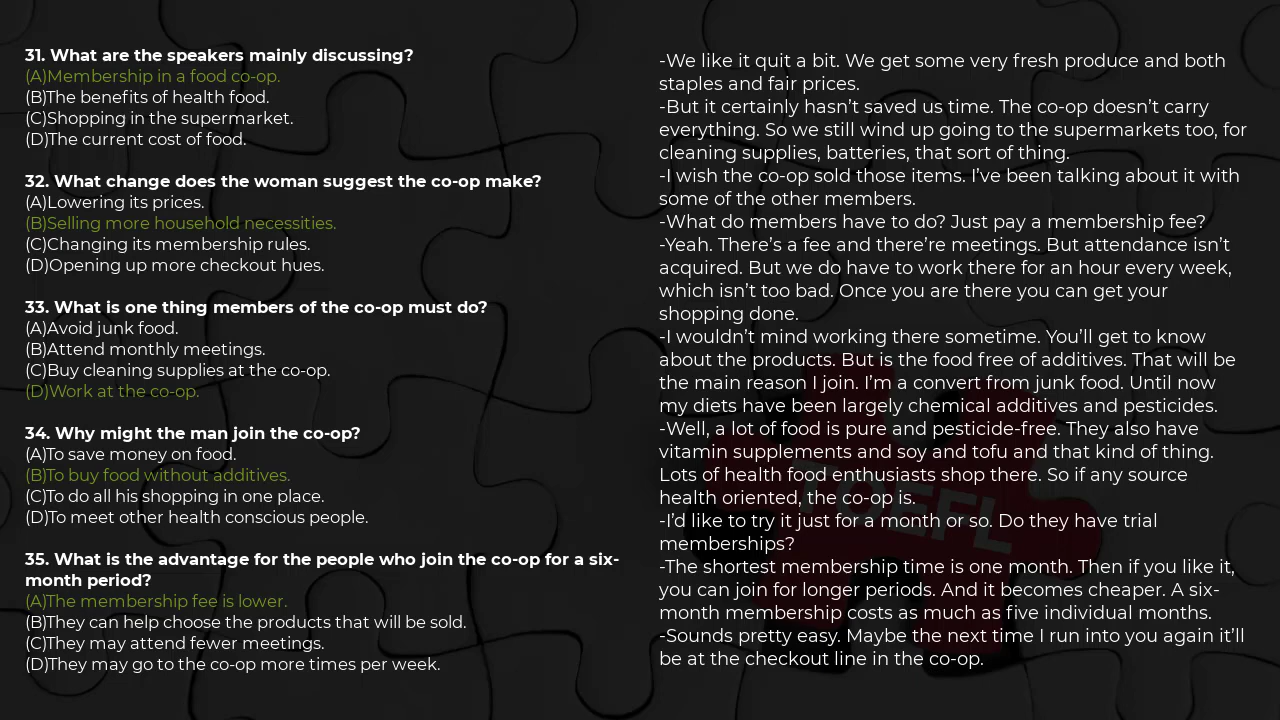 31. What are the speakers mainly discussing?
(A)Membership in a food co-op.
(B)The benefits of health food.
(C)Shopping in the supermarket.
(D)The current cost of food.
32. What change does the woman suggest the co-op make?
(A)Lowering its prices.
(B)Selling more household necessities.
(C)Changing its membership rules.
(D)Opening up more checkout hues.
33. What is one thing members of the co-op must do?
(A)Avoid junk food.
(B)Attend monthly meetings.
(C)Buy cleaning supplies at the co-op.
(D)Work at the co-op.
34. Why might the man join the co-op?
(A)To save money on food.
(B)To buy food without additives.
(C)To do all his shopping in one place.
(D)To meet other health conscious people.
35. What is the advantage for the people who join the co-op for a six-
month period?
(A)The membership fee is lower.
(B)They can help choose the products that will be sold.
(C)They may attend fewer meetings.
(D)They may go to the co-op more times per week.
-We like it quit a bit. We get some very fresh produce and both
staples and fair prices.
-But it certainly hasn't saved us time. The co-op doesn't carry
everything. So we still wind up going to the supermarkets too, for
cleaning supplies, batteries, that sort of thing.
-I wish the co-op sold those items. I've been talking about it with
some of the other members.
-What do members have to do? Just pay a membership fee?
-Yeah. There's a fee and there're meetings. But attendance isn't
acquired. But we do have to work there for an hour every week,
which isn't too bad. Once you are there you can get your
shopping done.
-I wouldn't mind working there sometime. You'll get to know
about the products. But is the food free of additives. That will be
the main reason I join. I'm a convert from junk food. Until now
my diets have been largely chemical additives and pesticides.
-Well, a lot of food is pure and pesticide-free. They also have
vitamin supplements and soy and tofu and that kind of thing.
Lots of health food enthusiasts shop there. So if any source
health oriented, the co-op is.
-I'd like to try it just for a month or so. Do they have trial
memberships?
-The shortest membership time is one month. Then if you like it,
you can join for longer periods. And it becomes cheaper. A six-
month membership costs as much as five individual months.
-Sounds pretty easy. Maybe the next time I run into you again it'll
be at the checkout line in the co-op.
TOEFL